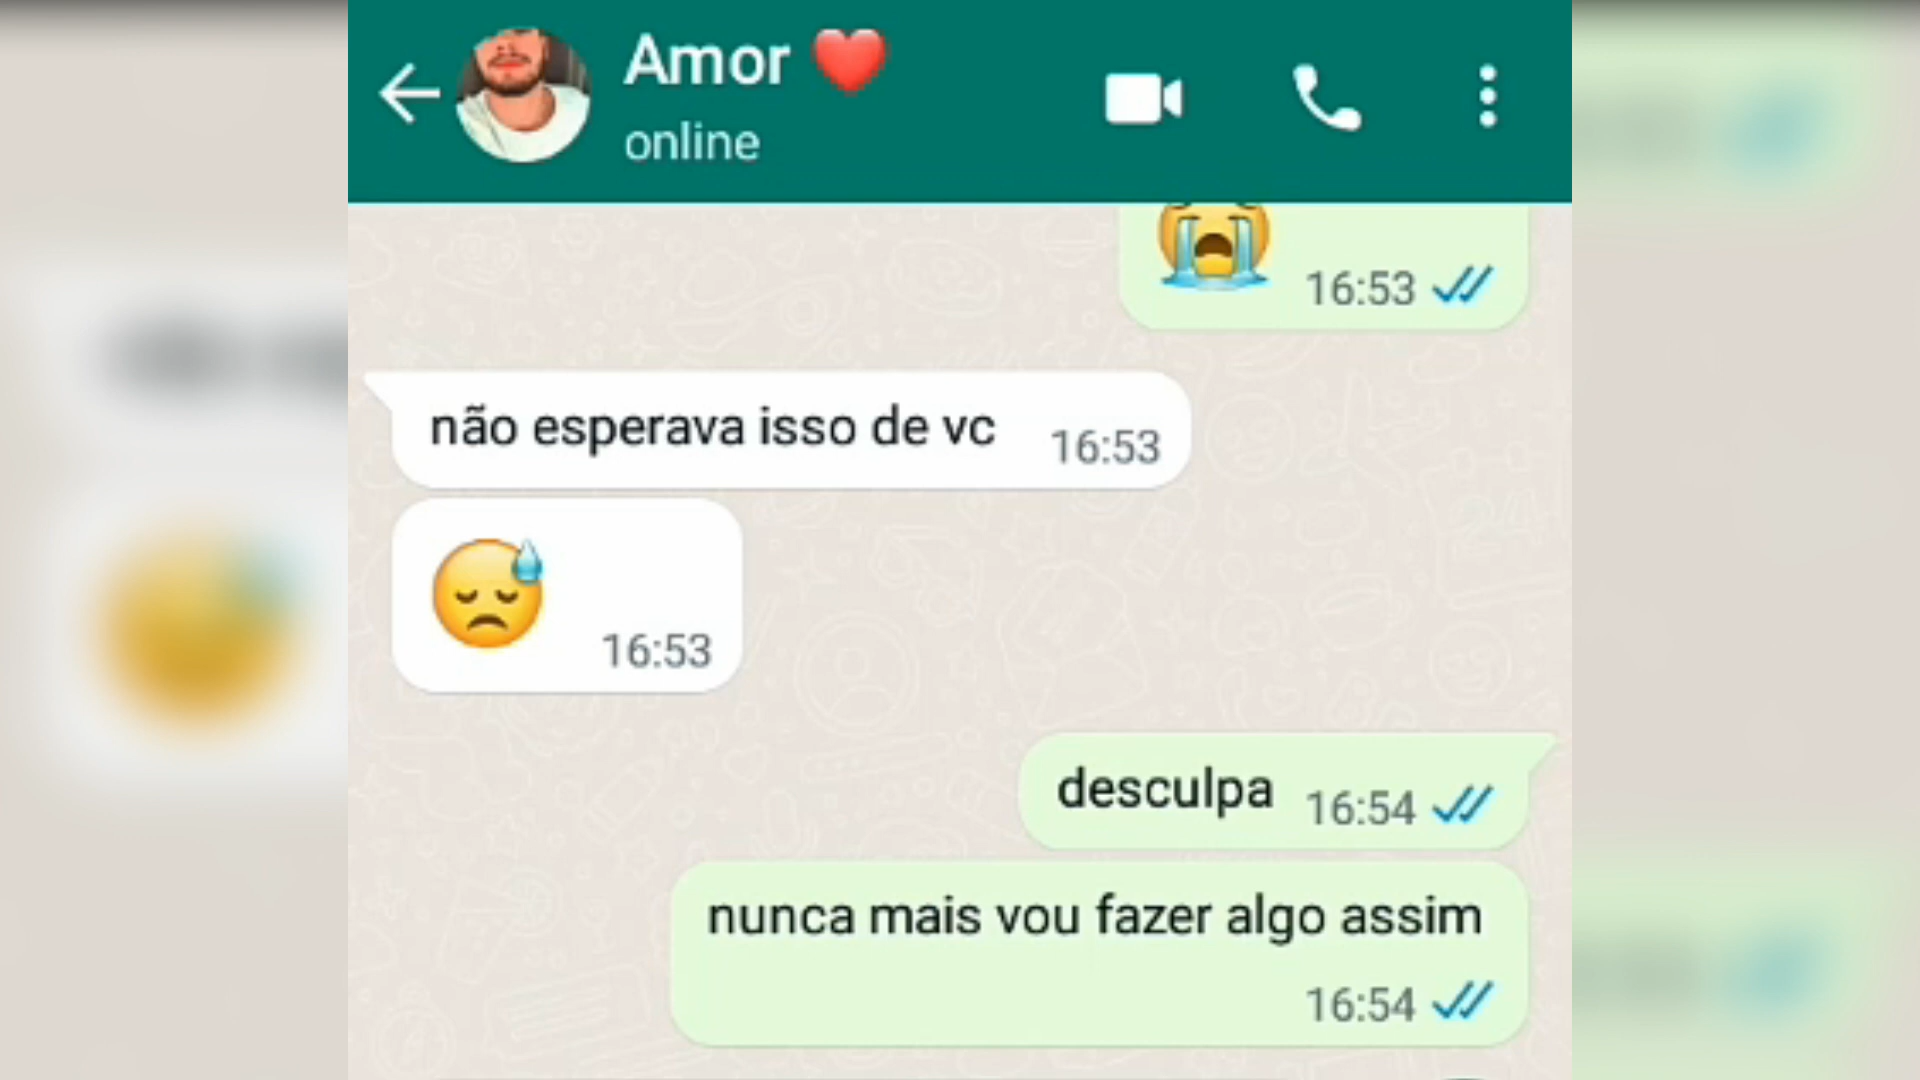 Amor ❤️
online
😭 16:53
não esperava isso de vc 16:53
😓 16:53
desculpa 16:54
nunca mais vou fazer algo assim
16:54